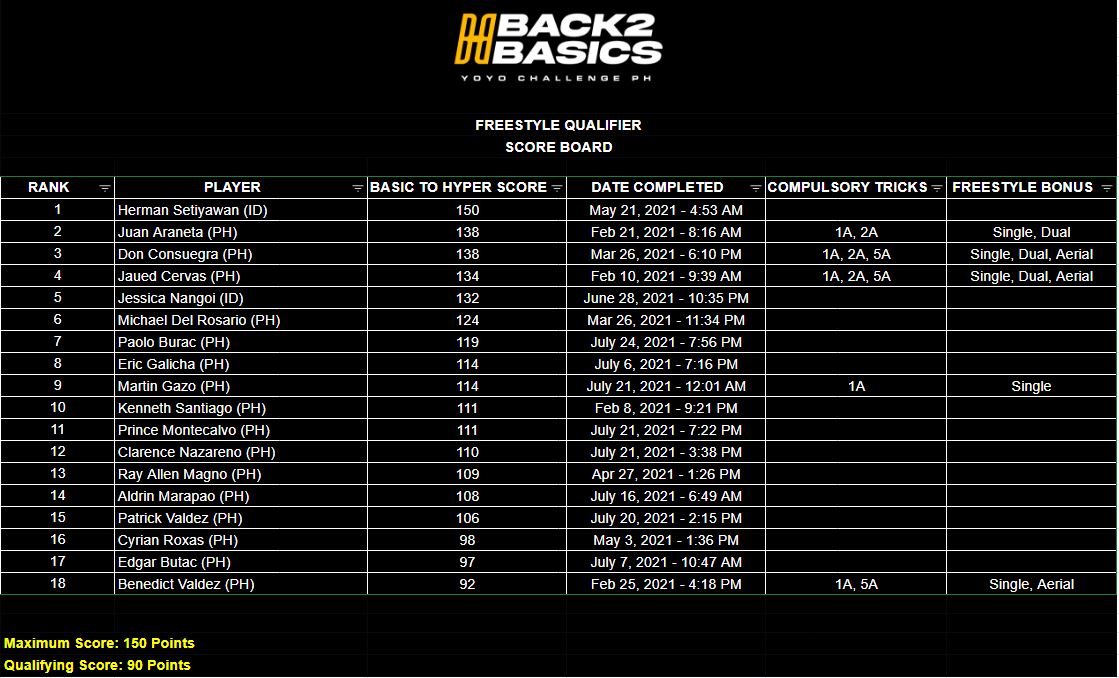 BACK2
BASICS
YOYO CHALLENGE PH
FREESTYLE QUALIFIER
SCORE BOARD
RANK PLAYER BASIC TO HYPER SCORE DATE COMPLETED COMPULSORY TRICKS FREESTYLE BONUS
1 Herman Setiyawan (ID) 150 May 21, 2021 - 4:53 AM
2 Juan Araneta (PH) 138 Feb 21, 2021 - 8:16 AM 1A, 2A Single, Dual
3 Don Consuegra (PH) 138 Mar 26, 2021 - 6:10 PM 1A, 2A, 5A Single, Dual, Aerial
4 Jaued Cervas (PH) 134 Feb 10, 2021 - 9:39 AM 1A, 2A, 5A Single, Dual, Aerial
5 Jessica Nangoi (ID) 132 June 28, 2021 - 10:35 PM
6 Michael Del Rosario (PH) 124 Mar 26, 2021 - 11:34 PM
7 Paolo Burac (PH) 119 July 24, 2021 - 7:56 PM
8 Eric Galicha (PH) 114 July 6, 2021 - 7:16 PM
9 Martin Gazo (PH) 114 July 21, 2021 - 12:01 AM 1A Single
10 Kenneth Santiago (PH) 111 Feb 8, 2021 - 9:21 PM
11 Prince Montecalvo (PH) 111 July 21, 2021 - 7:22 PM
12 Clarence Nazareno (PH) 110 July 21, 2021 - 3:38 PM
13 Ray Allen Magno (PH) 109 Apr 27, 2021 - 1:26 PM
14 Aldrin Marapao (PH) 108 July 16, 2021 - 6:49 AM
15 Patrick Valdez (PH) 106 July 20, 2021 - 2:15 PM
16 Cyrian Roxas (PH) 98 May 3, 2021 - 1:36 PM
17 Edgar Butac (PH) 97 July 7, 2021 - 10:47 AM
18 Benedict Valdez (PH) 92 Feb 25, 2021 - 4:18 PM 1A, 5A Single, Aerial
Maximum Score: 150 Points
Qualifying Score: 90 Points